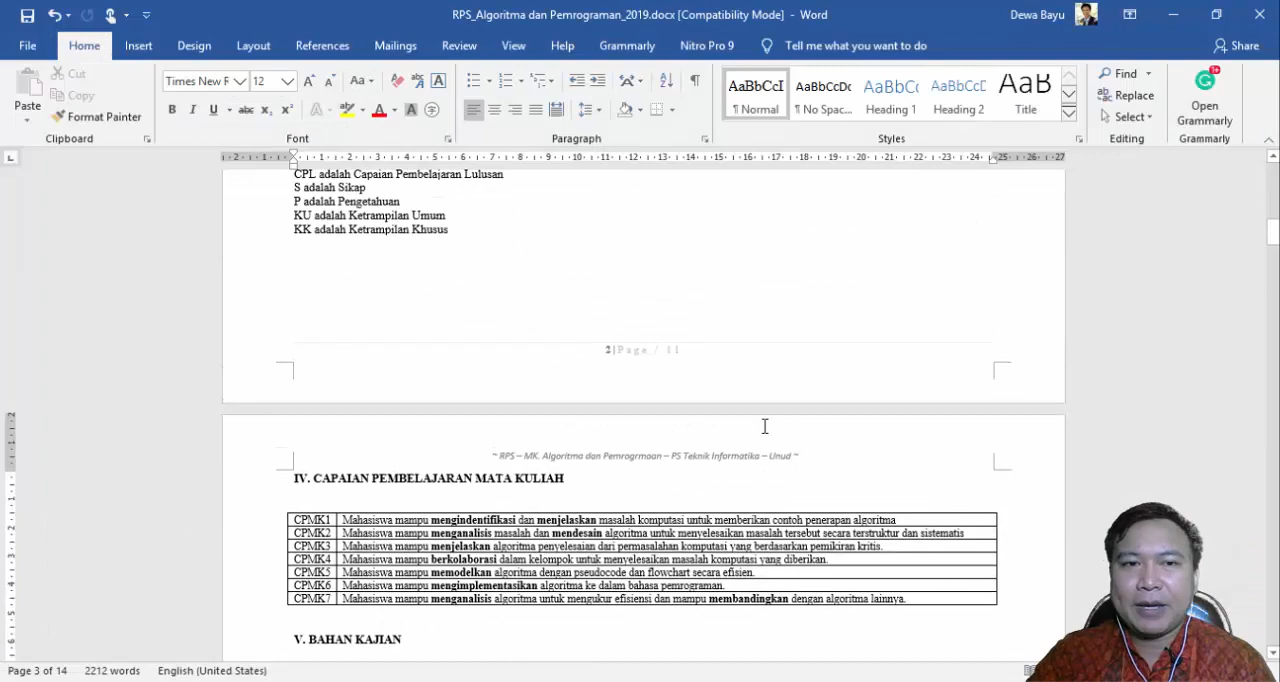 RPS_Algoritma dan Pemrograman_2019.docx [Compatibility Mode] - Word
Dewa Bayu
File Home Insert Design Layout References Mailings Review View Help Grammarly Nitro Pro 9 Tell me what you want to do Share
Paste
Cut
Copy
Format Painter
Clipboard
Times New R 12
Font
Paragraph
AaBbCcI AaBbCcDc AaBbCc AaBbCcD AaB
¶ Normal ¶ No Spac... Heading 1 Heading 2 Title
Styles
Find
Replace
Select
Editing
Open
Grammarly
Grammarly
CPL adalah Capaian Pembelajaran Lulusan
S adalah Sikap
P adalah Pengetahuan
KU adalah Ketrampilan Umum
KK adalah Ketrampilan Khusus
2|Page / 11
~ RPS – MK. Algoritma dan Pemrogrmaan – PS Teknik Informatika – Unud ~
IV. CAPAIAN PEMBELAJARAN MATA KULIAH
CPMK1 Mahasiswa mampu mengindentifikasi dan menjelaskan masalah komputasi untuk memberikan contoh penerapan algoritma
CPMK2 Mahasiswa mampu menganalisis masalah dan mendesain algoritma untuk menyelesaikan masalah tersebut secara terstruktur dan sistematis
CPMK3 Mahasiswa mampu menjelaskan algoritma penyelesaian dari permasalahan komputasi yang berdasarkan pemikiran kritis.
CPMK4 Mahasiswa mampu berkolaborasi dalam kelompok untuk menyelesaikan masalah komputasi yang diberikan.
CPMK5 Mahasiswa mampu memodelkan algoritma dengan pseudocode dan flowchart secara efisien.
CPMK6 Mahasiswa mampu mengimplementasikan algoritma ke dalam bahasa pemrograman.
CPMK7 Mahasiswa mampu menganalisis algoritma untuk mengukur efisiensi dan mampu membandingkan dengan algoritma lainnya.
V. BAHAN KAJIAN
Page 3 of 14 2212 words English (United States)